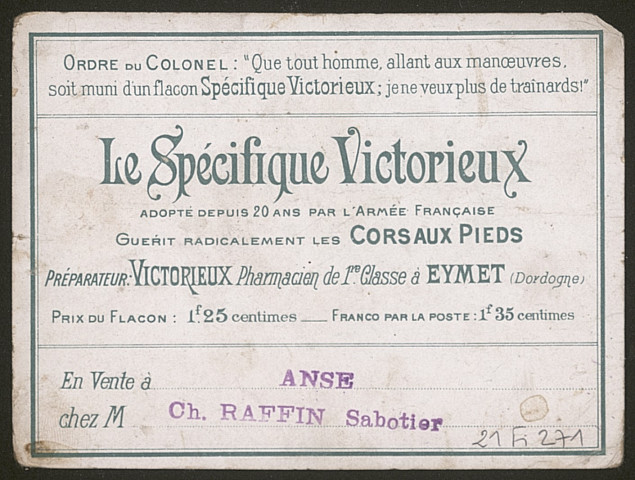 ORDRE DU COLONEL : "Que tout homme, allant aux manœuvres,
soit muni d'un flacon Spécifique Victorieux ; je ne veux plus de traînards!"
Le Spécifique Victorieux
ADOPTÉ DEPUIS 20 ANS PAR L'ARMÉE FRANÇAISE
GUÉRIT RADICALEMENT LES CORS AUX PIEDS
PRÉPARATEUR: VICTORIEUX Pharmacien de 1re Classe à EYMET (Dordogne)
PRIX DU FLACON : 1f 25 centimes __ FRANCO PAR LA POSTE : 1f 35 centimes
En Vente à ANSE
chez M Ch. RAFFIN Sabotier
21 Fi 271